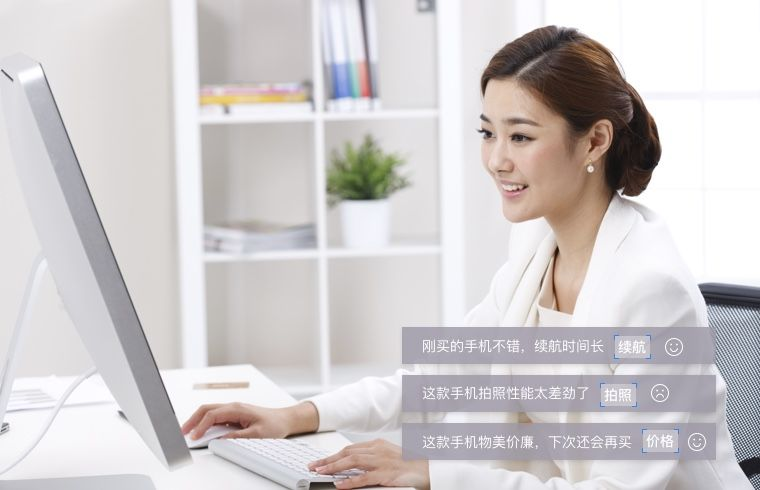 刚买的手机不错，续航时间长 续航
这款手机拍照性能太差劲了 拍照
这款手机物美价廉，下次还会再买 价格